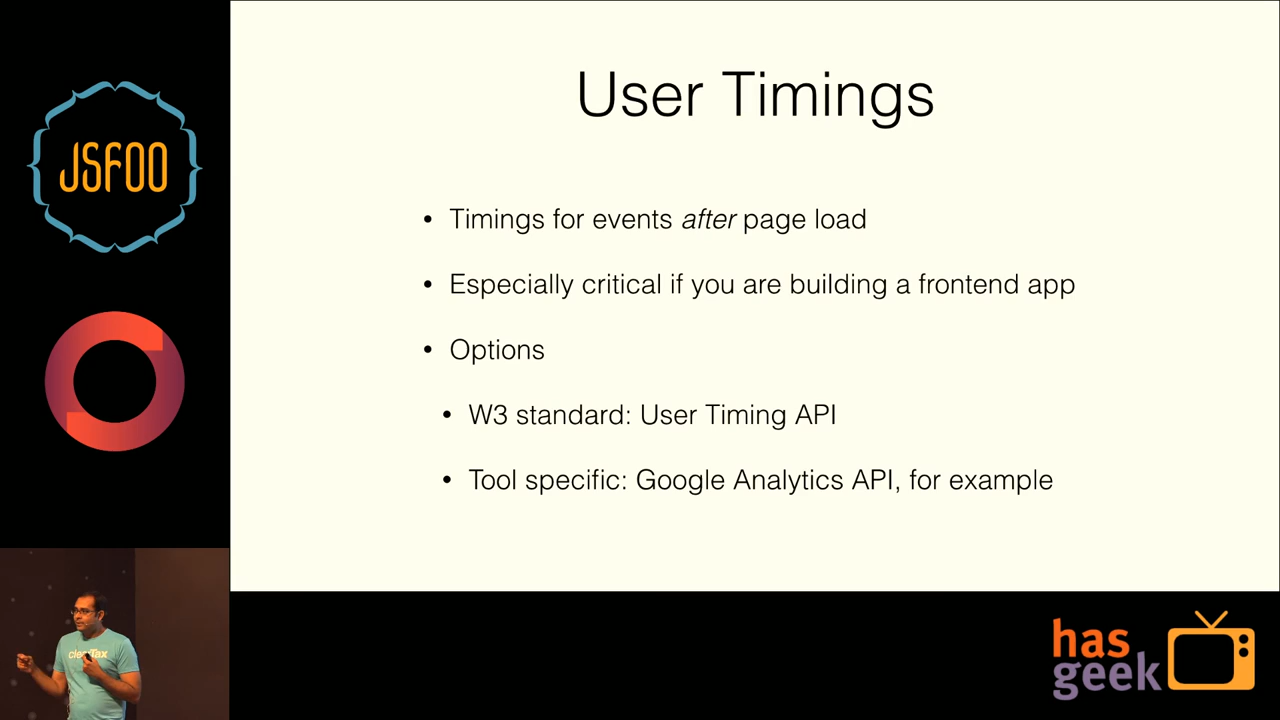 JSFOO
User Timings
• Timings for events after page load
• Especially critical if you are building a frontend app
• Options
• W3 standard: User Timing API
• Tool specific: Google Analytics API, for example
clearTax
has
geek